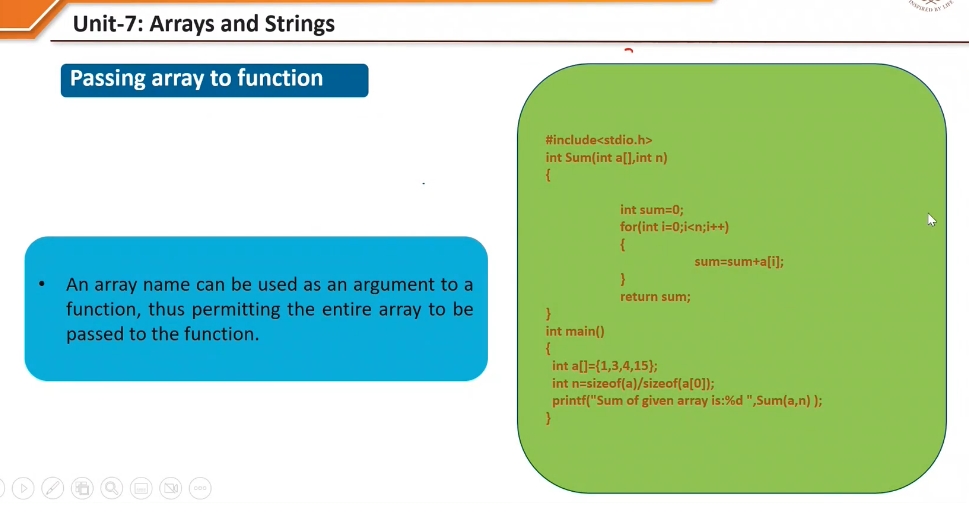 INSPIRED BY LIFE
Unit-7: Arrays and Strings
Passing array to function
• An array name can be used as an argument to a
function, thus permitting the entire array to be
passed to the function.
#include<stdio.h>
int Sum(int a[],int n)
{
int sum=0;
for(int i=0;i<n;i++)
{
sum=sum+a[i];
}
return sum;
}
int main()
{
int a[]={1,3,4,15};
int n=sizeof(a)/sizeof(a[0]);
printf("Sum of given array is:%d ",Sum(a,n) );
}